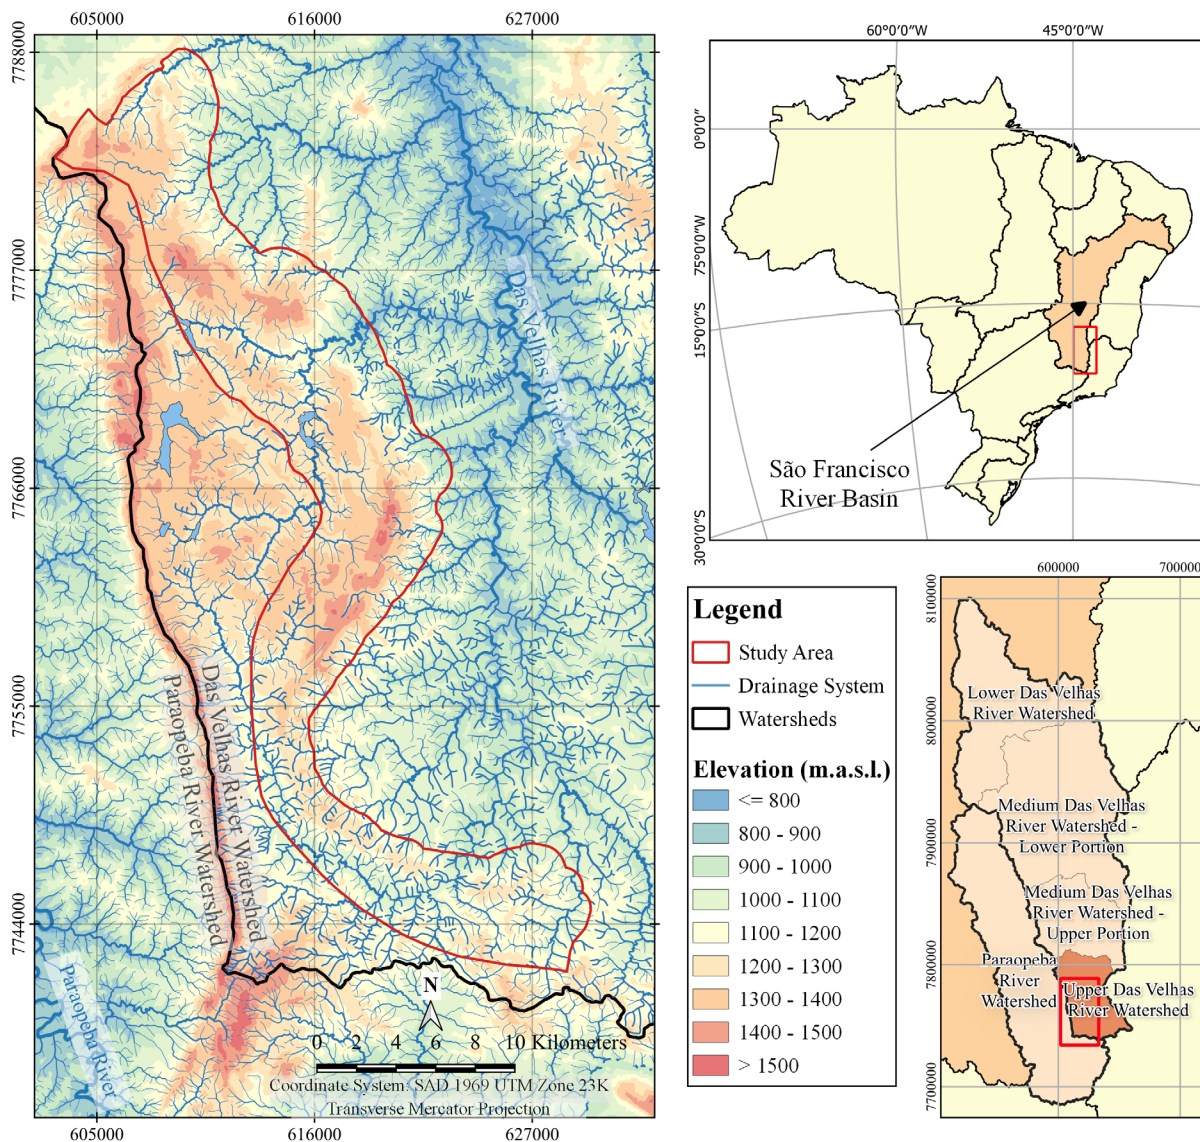 605000
616000
627000
7788000
7777000
7766000
7755000
7744000
Das Velhas River
Das Velhas River Watershed
Paraopeba River Watershed
Paraopeba River
N
0 2 4 6 8 10 Kilometers
Coordinate System: SAD 1969 UTM Zone 23K
Transverse Mercator Projection
605000
616000
627000
60°0'0"W
45°0'0"W
0°0'0"
75°0'0"W
15°0'0"S
30°0'0"S
São Francisco
River Basin
Legend
Study Area
Drainage System
Watersheds
Elevation (m.a.s.l.)
<= 800
800 - 900
900 - 1000
1000 - 1100
1100 - 1200
1200 - 1300
1300 - 1400
1400 - 1500
> 1500
600000
700000
8100000
8000000
7900000
7800000
7700000
Lower Das Velhas
River Watershed
Medium Das Velhas
River Watershed -
Lower Portion
Medium Das Velhas
River Watershed -
Upper Portion
Paraopeba
River
Watershed
Upper Das Velhas
River Watershed